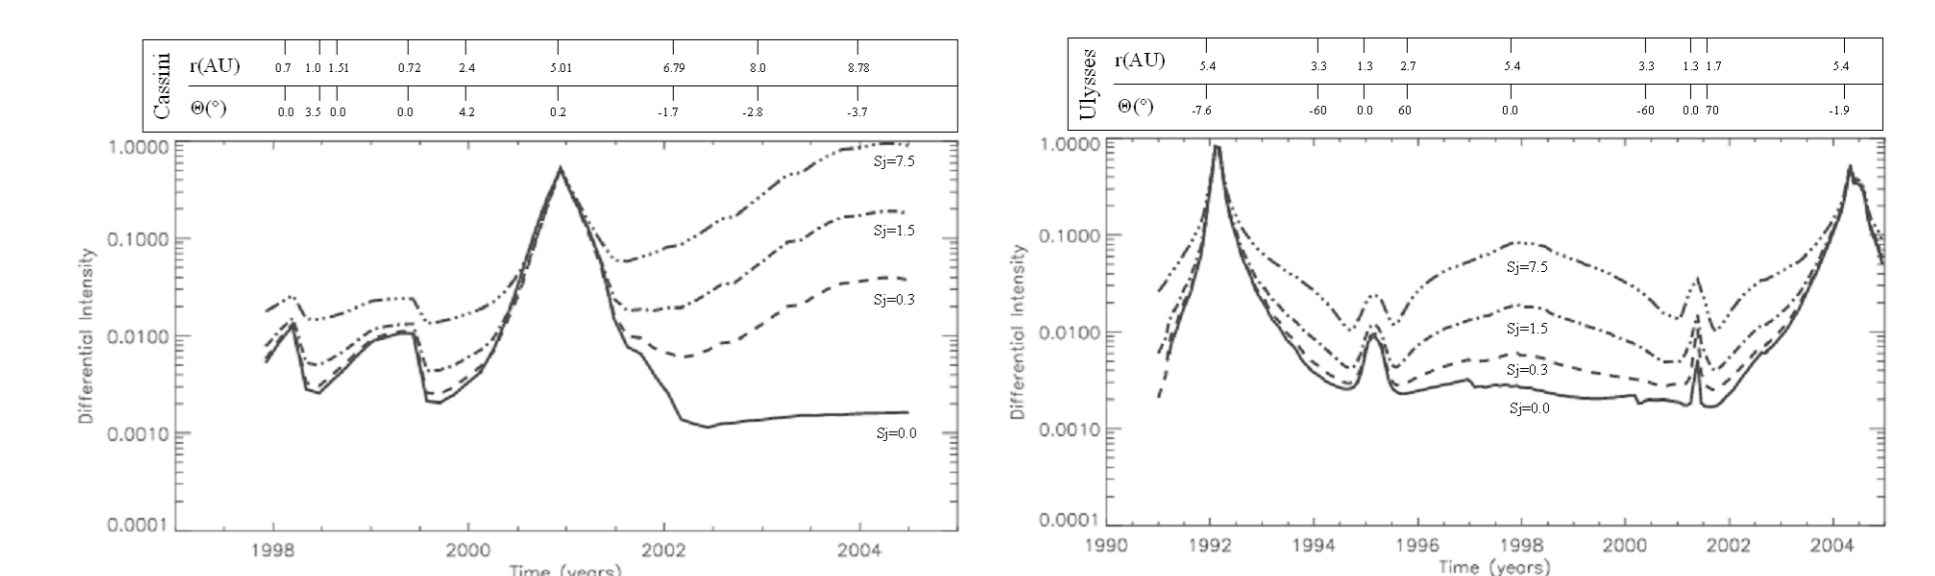 Cassini
r(AU) 0.7 1.0 1.51 0.72 2.4 5.01 6.79 8.0 8.78
Θ(°) 0.0 3.5 0.0 0.0 4.2 0.2 -1.7 -2.8 -3.7
Differential Intensity
1.0000
0.1000
0.0100
0.0010
0.0001
Sj=7.5
Sj=1.5
Sj=0.3
Sj=0.0
1998 2000 2002 2004
Time (years)
Ulysses
r(AU) 5.4 3.3 1.3 2.7 5.4 3.3 1.3 1.7 5.4
Θ(°) -7.6 -60 0.0 60 0.0 -60 0.0 70 -1.9
Differential Intensity
1.0000
0.1000
0.0100
0.0010
0.0001
Sj=7.5
Sj=1.5
Sj=0.3
Sj=0.0
1990 1992 1994 1996 1998 2000 2002 2004
Time (years)